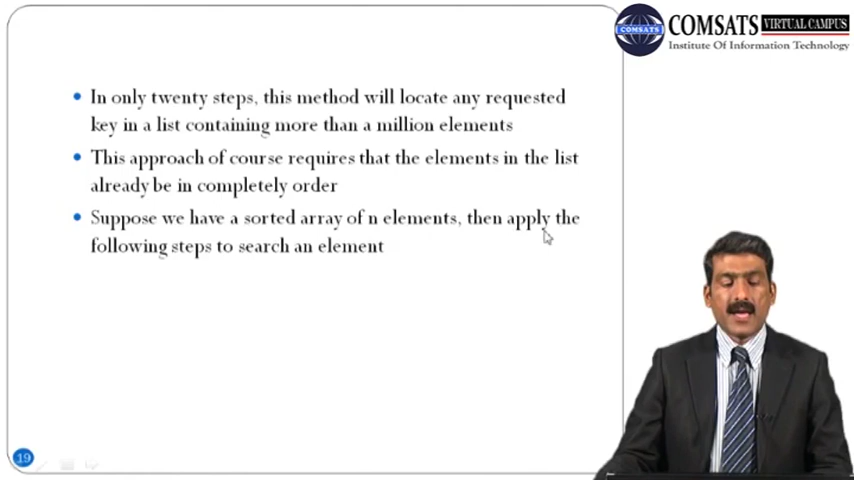 COMSATS
COMSATS VIRTUAL CAMPUS
Institute Of Information Technology
In only twenty steps, this method will locate any requested
key in a list containing more than a million elements
This approach of course requires that the elements in the list
already be in completely order
Suppose we have a sorted array of n elements, then apply the
following steps to search an element
19